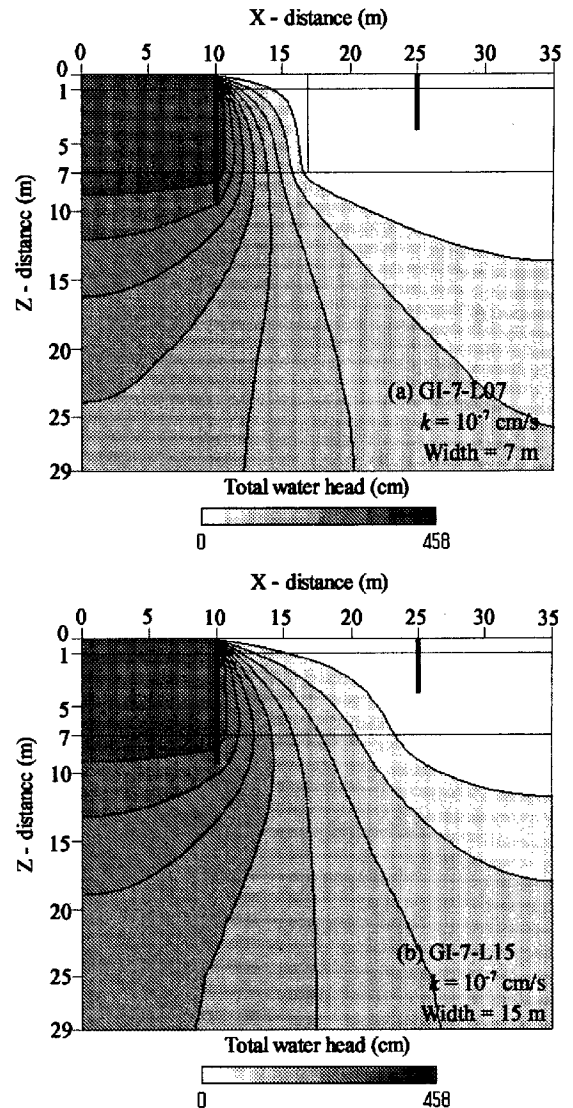 X - distance (m)
0 5 10 15 20 25 30 35
0
1
5
7
10
15
20
25
29
Z - distancc (m)
(a) GI-7-L07
k = 10⁻⁷ cm/s
Width = 7 m
Total water head (cm)
0 458
X - distance (m)
0 5 10 15 20 25 30 35
0
1
5
7
10
15
20
25
29
Z - distance (m)
(b) GI-7-L15
k = 10⁻⁷ cm/s
Width = 15 m
Total water head (cm)
0 458